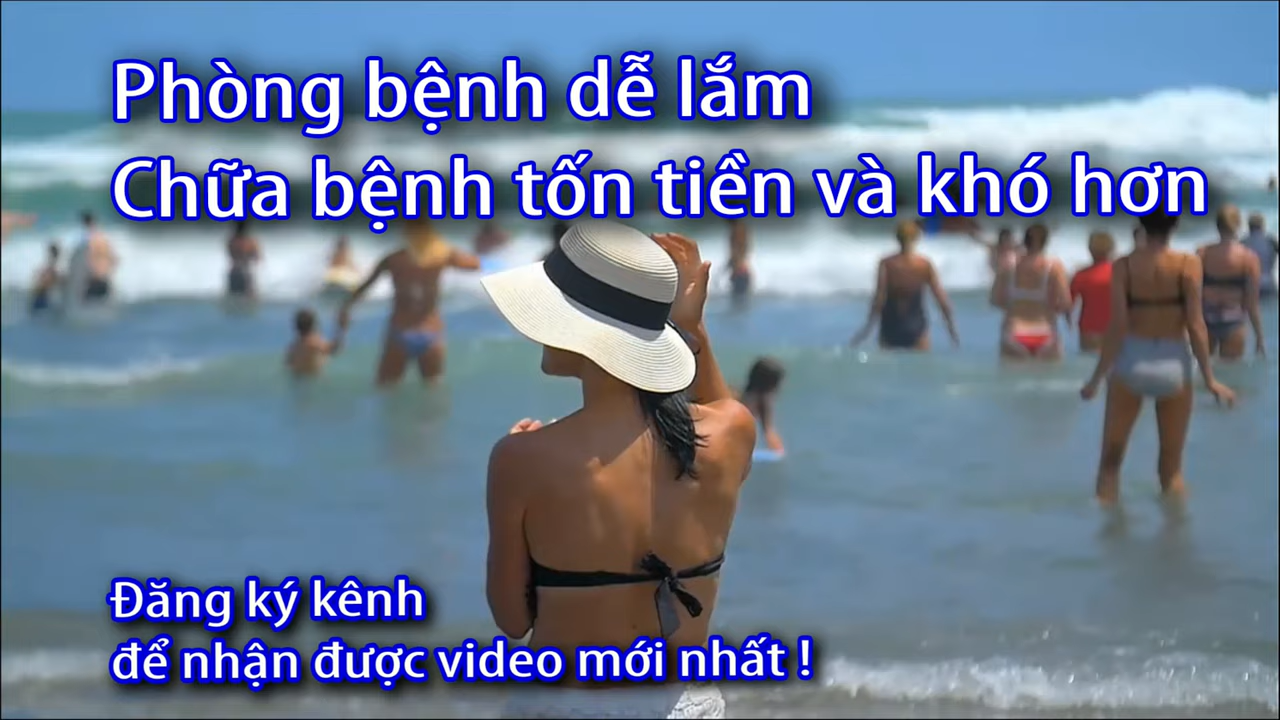 Phòng bệnh dễ lắm
Chữa bệnh tốn tiền và khó hơn
Đăng ký kênh
để nhận được video mới nhất !